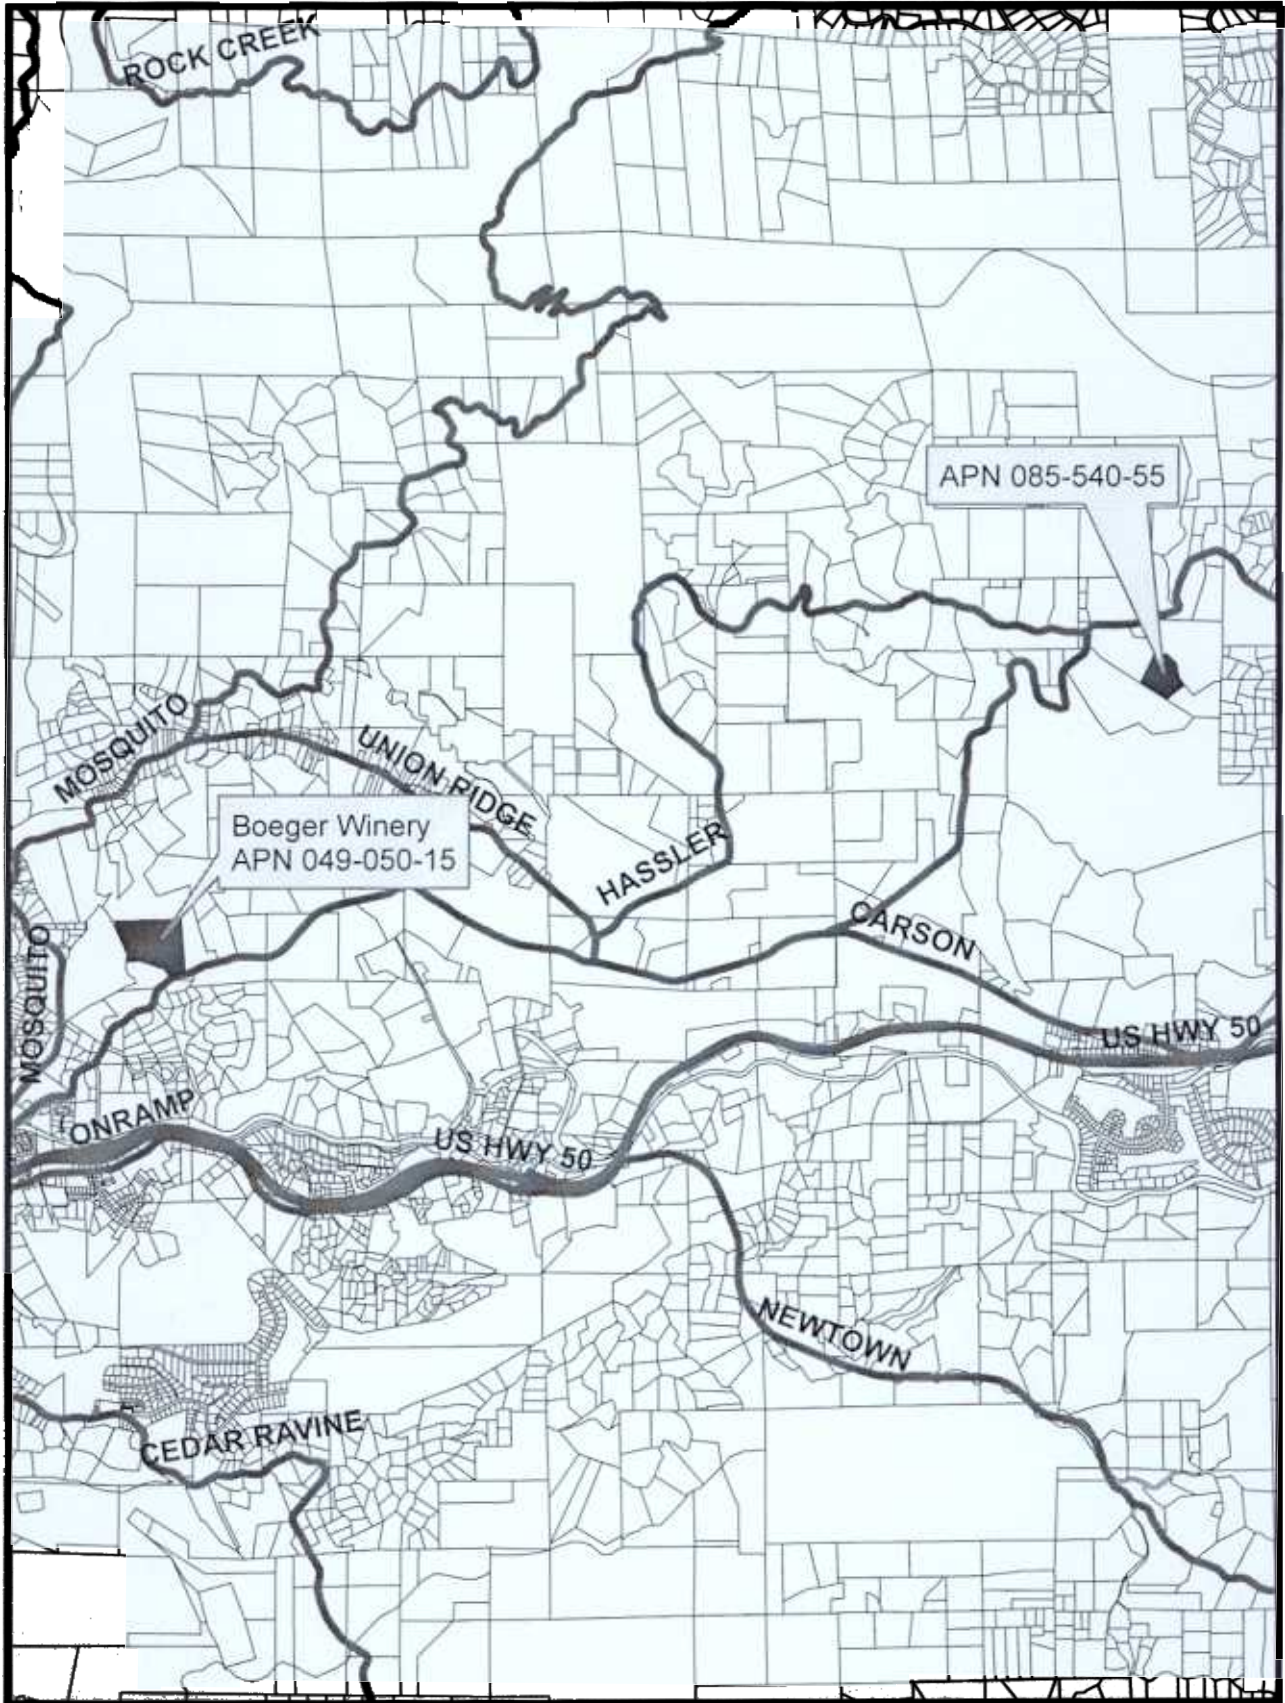 ROCK CREEK
APN 085-540-55
MOSQUITO
UNION RIDGE
Boeger Winery
APN 049-050-15
HASSLER
CARSON
MOSQUITO
US HWY 50
ONRAMP
US HWY 50
NEWTOWN
CEDAR RAVINE